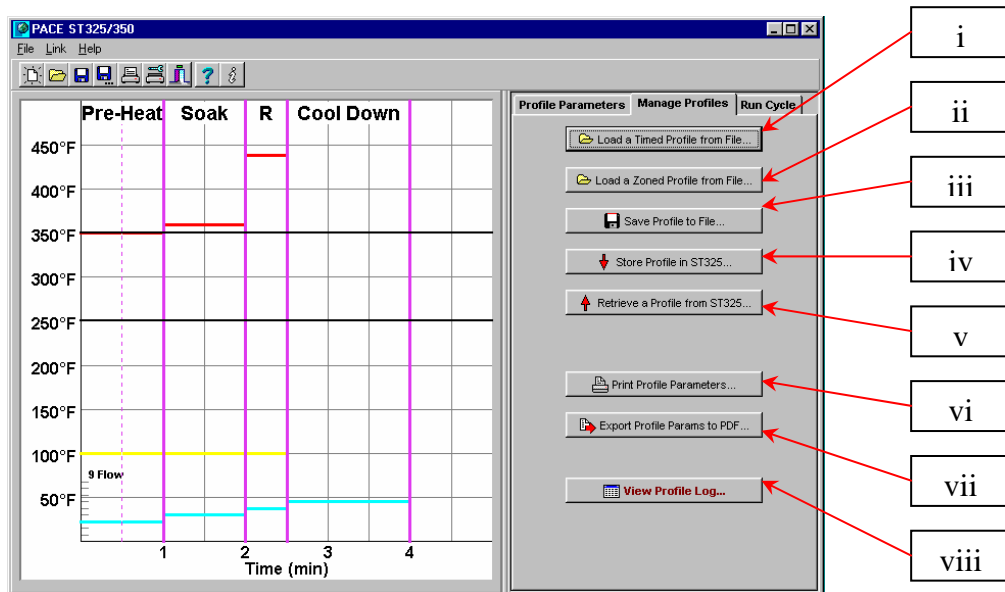 PACE ST325/350
File Link Help
Pre-Heat Soak R Cool Down
450°F
400°F
350°F
300°F
250°F
200°F
150°F
100°F
9 Flow
50°F
1 2 3 4
Time (min)
Profile Parameters Manage Profiles Run Cycle
Load a Timed Profile from File...
Load a Zoned Profile from File...
Save Profile to File...
Store Profile in ST325...
Retrieve a Profile from ST325...
Print Profile Parameters...
Export Profile Params to PDF...
View Profile Log...
i
ii
iii
iv
v
vi
vii
viii